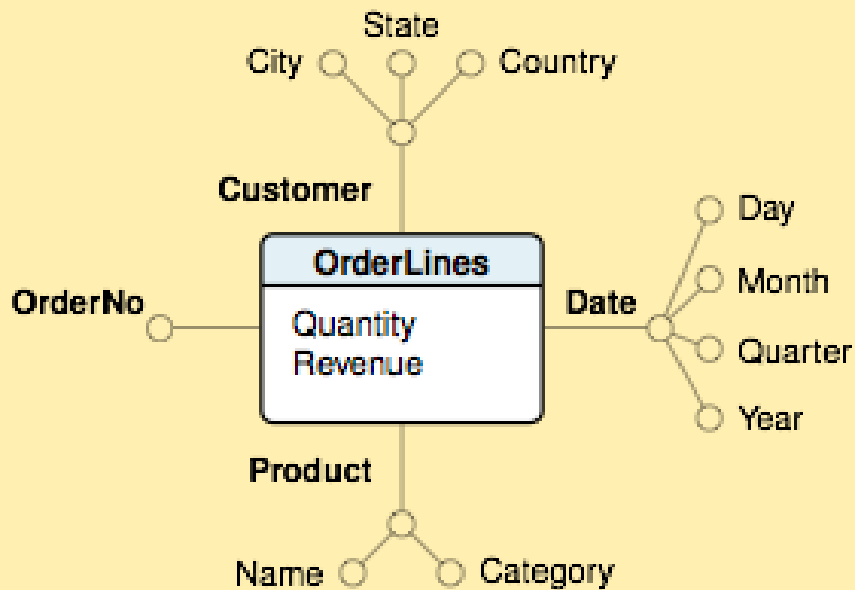 State
City
Country
Customer
Day
OrderLines
Month
OrderNo
Date
Quantity
Quarter
Revenue
Year
Product
Name
Category